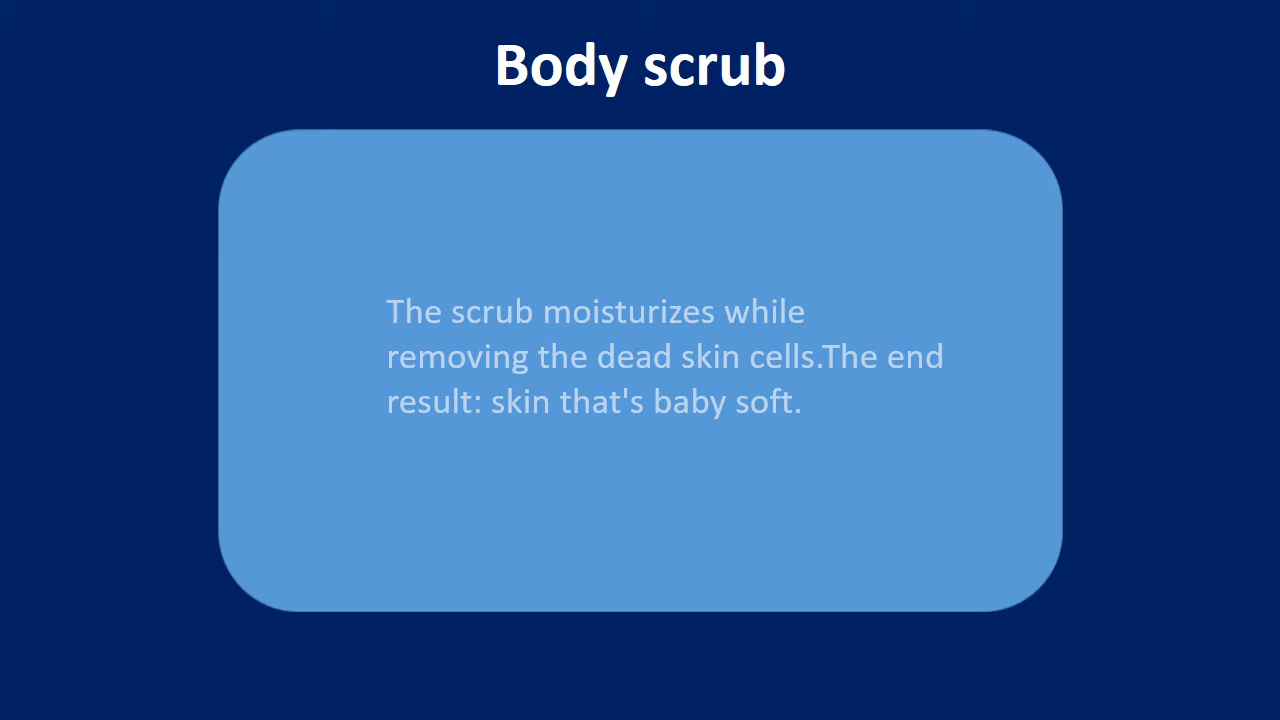 Body scrub
The scrub moisturizes while
removing the dead skin cells.The end
result: skin that's baby soft.